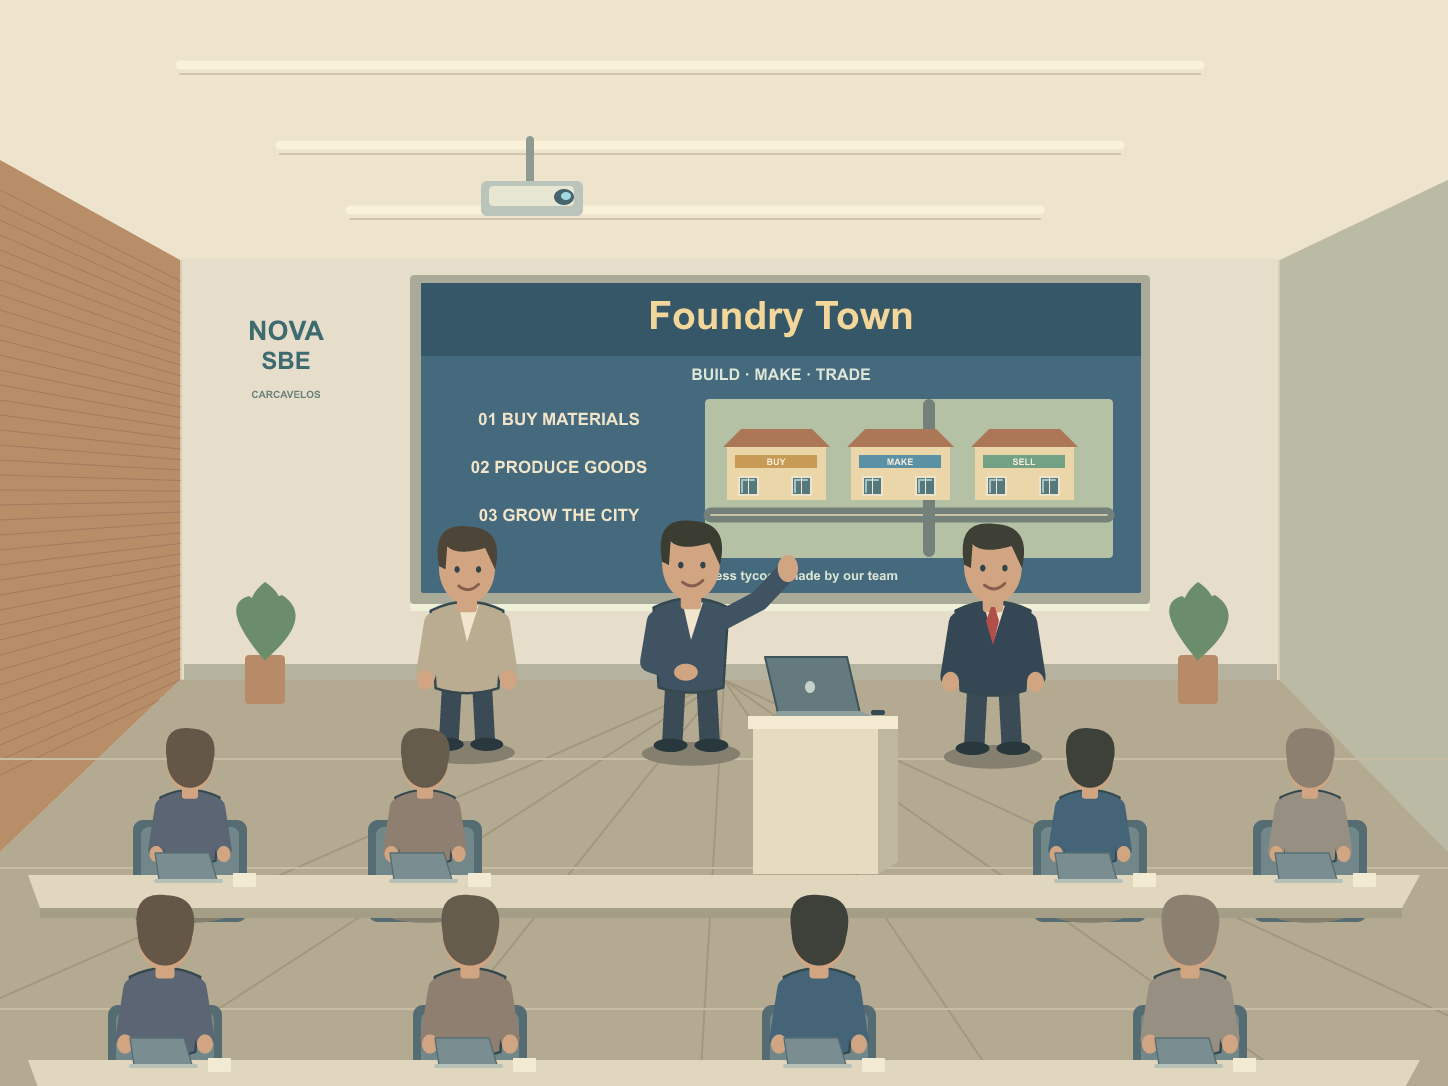 NOVA
SBE
CARCAVELOS
Foundry Town
BUILD · MAKE · TRADE
01 BUY MATERIALS
02 PRODUCE GOODS
03 GROW THE CITY
BUY
MAKE
SELL
made by our team